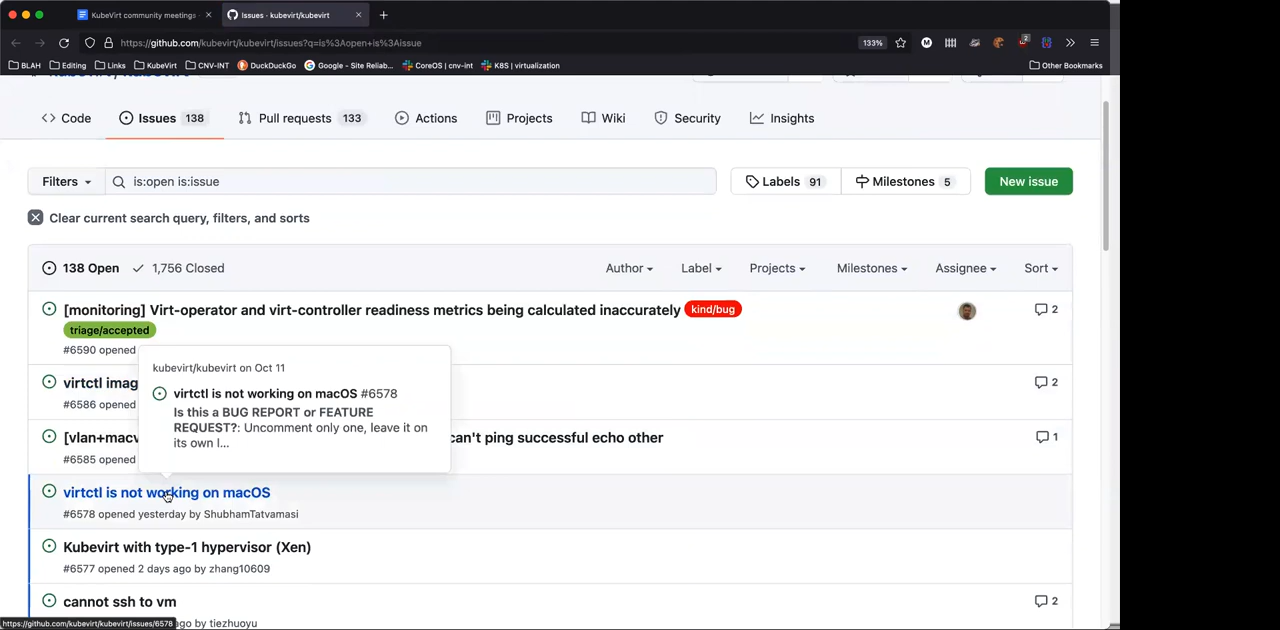 KubeVirt community meetings
Issues · kubevirt/kubevirt
https://github.com/kubevirt/kubevirt/issues?q=is%3Aopen+is%3Aissue
133%
BLAH
Editing
Links
KubeVirt
CNV-INT
DuckDuckGo
Google - Site Reliab...
CoreOS | cnv-int
K8S | virtualization
Other Bookmarks
Code
Issues 138
Pull requests 133
Actions
Projects
Wiki
Security
Insights
Filters
is:open is:issue
Labels 91
Milestones 5
New issue
Clear current search query, filters, and sorts
138 Open
1,756 Closed
Author
Label
Projects
Milestones
Assignee
Sort
[monitoring] Virt-operator and virt-controller readiness metrics being calculated inaccurately kind/bug
2
triage/accepted
#6590 opened
kubevirt/kubevirt on Oct 11
virtctl is not working on macOS #6578
Is this a BUG REPORT or FEATURE
REQUEST?: Uncomment only one, leave it on
its own l...
virtctl imag
2
#6586 opened
[vlan+macv can't ping successful echo other
1
#6585 opened
virtctl is not working on macOS
#6578 opened yesterday by ShubhamTatvamasi
Kubevirt with type-1 hypervisor (Xen)
#6577 opened 2 days ago by zhang10609
cannot ssh to vm
2
https://github.com/kubevirt/kubevirt/issues/6578
ago by tiezhuoyu